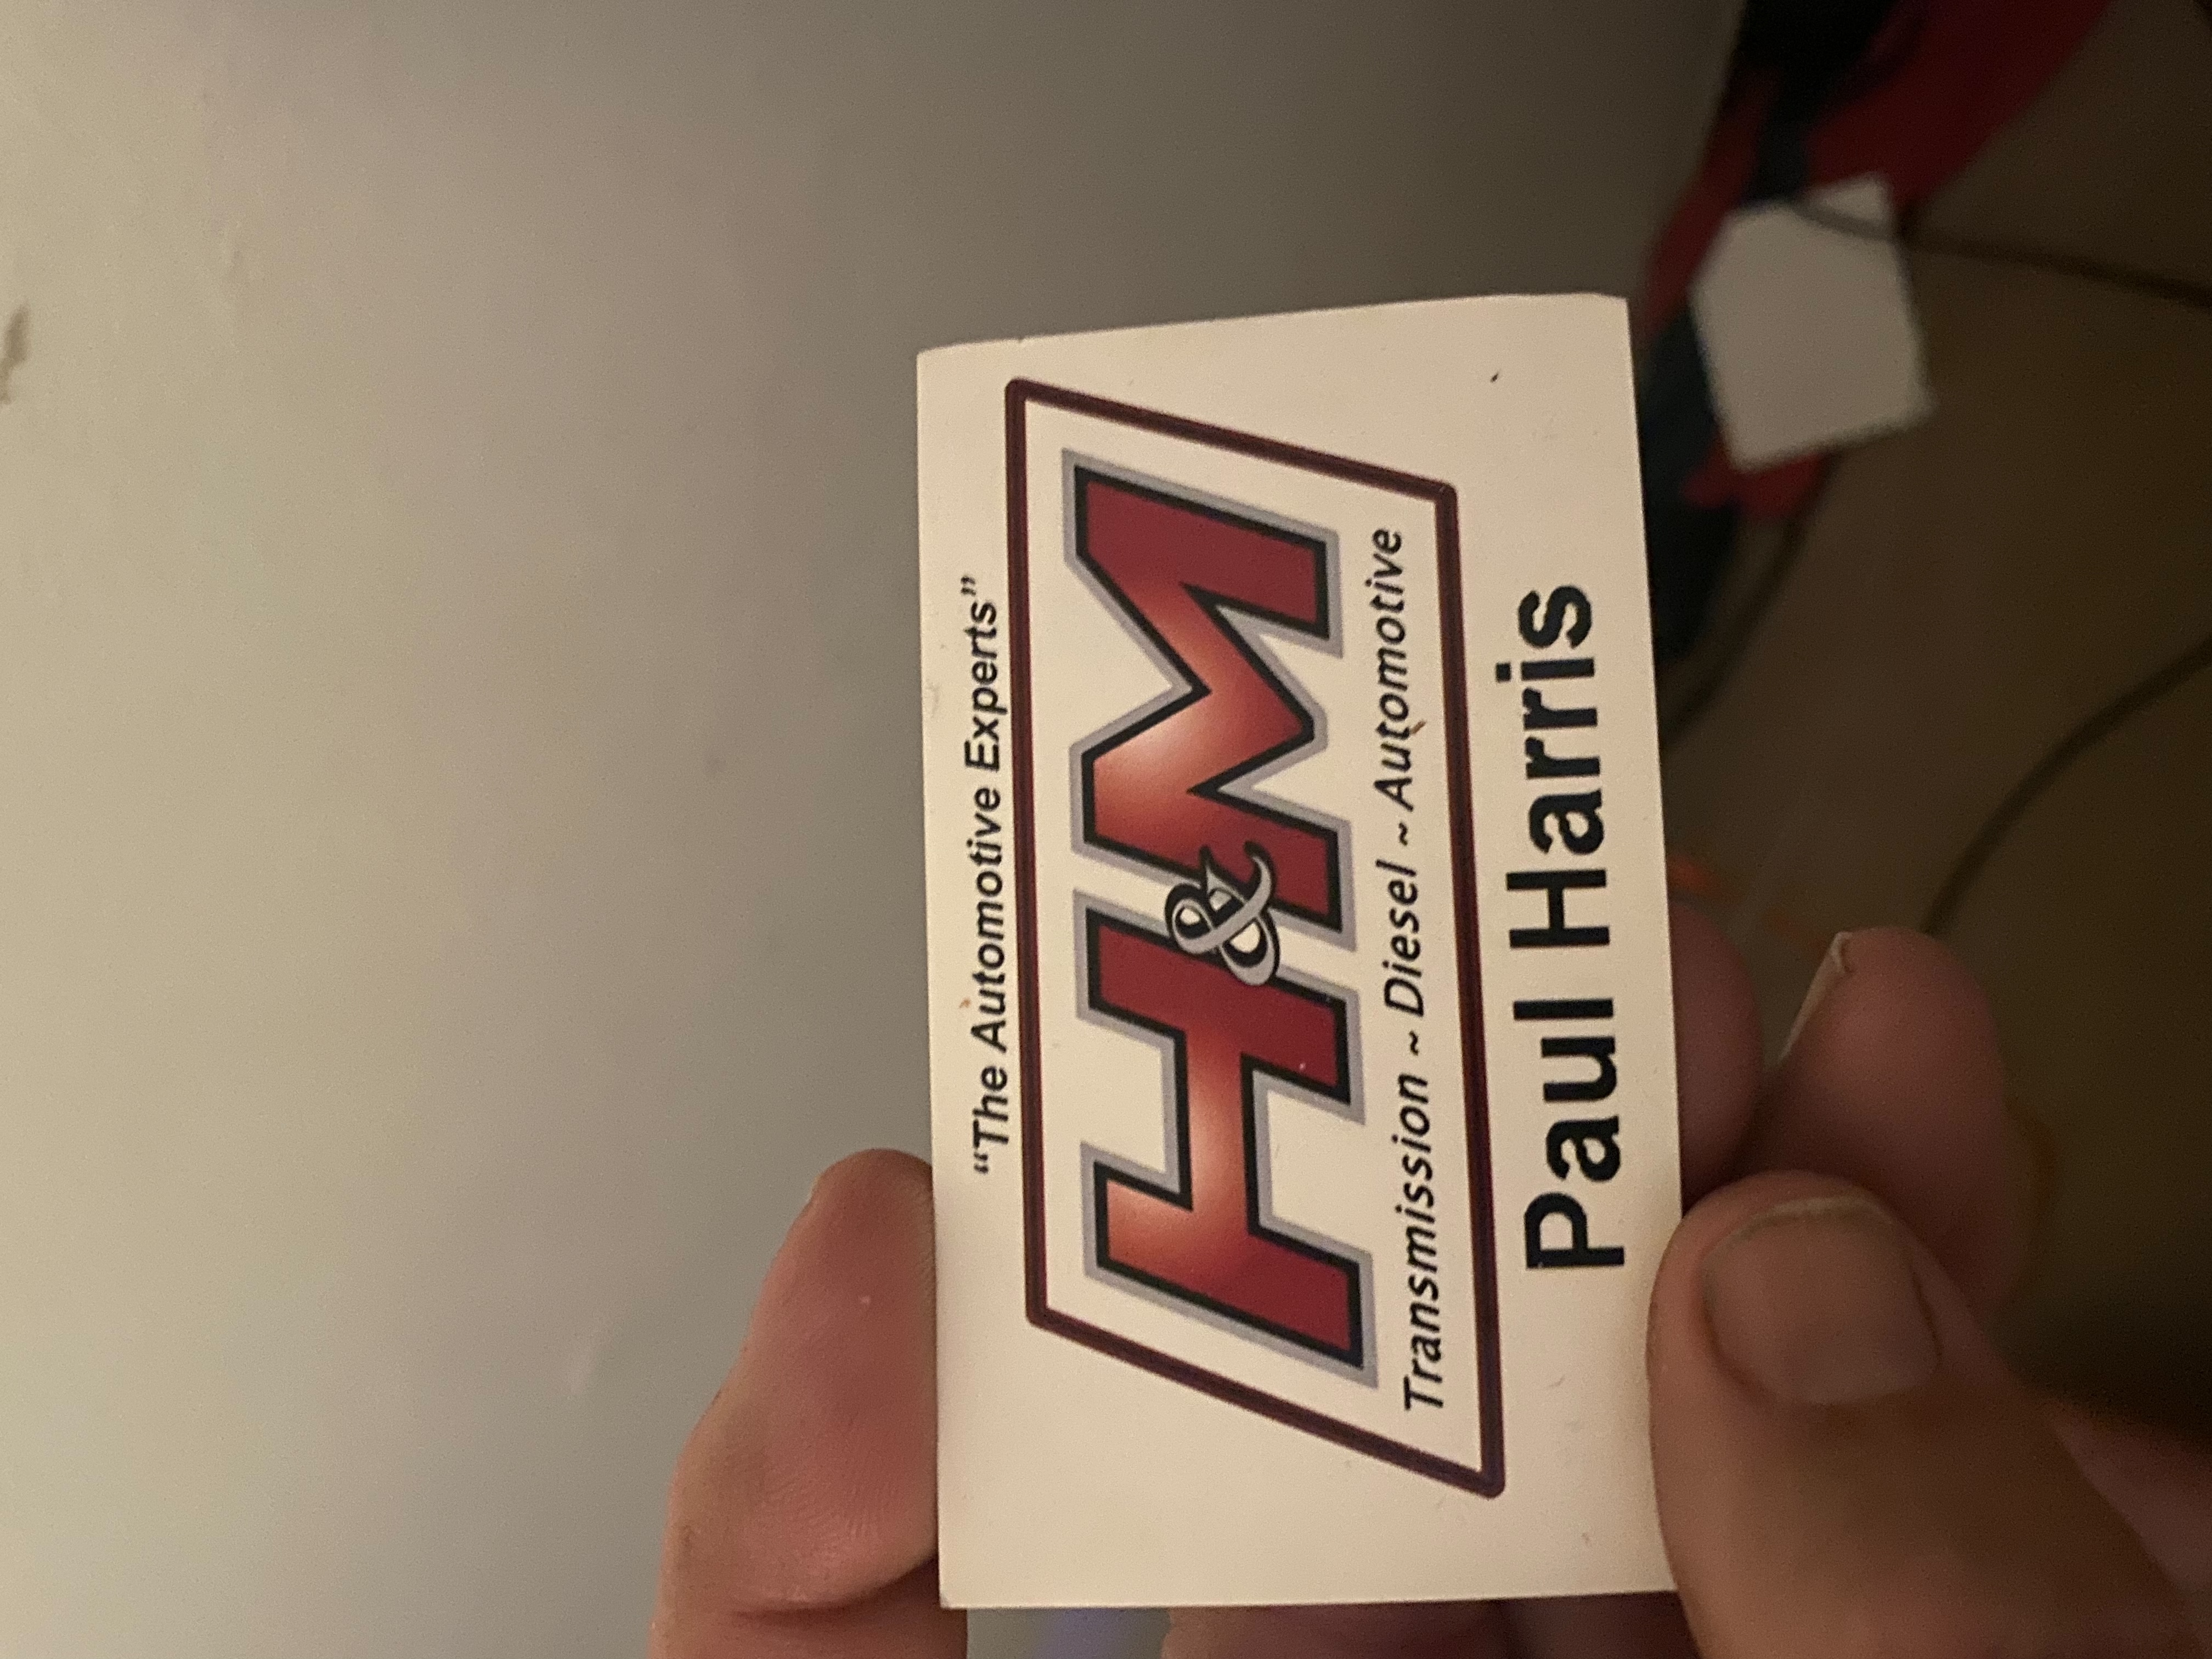 “The Automotive Experts”
H&M
Transmission ~ Diesel ~ Automotive
Paul Harris